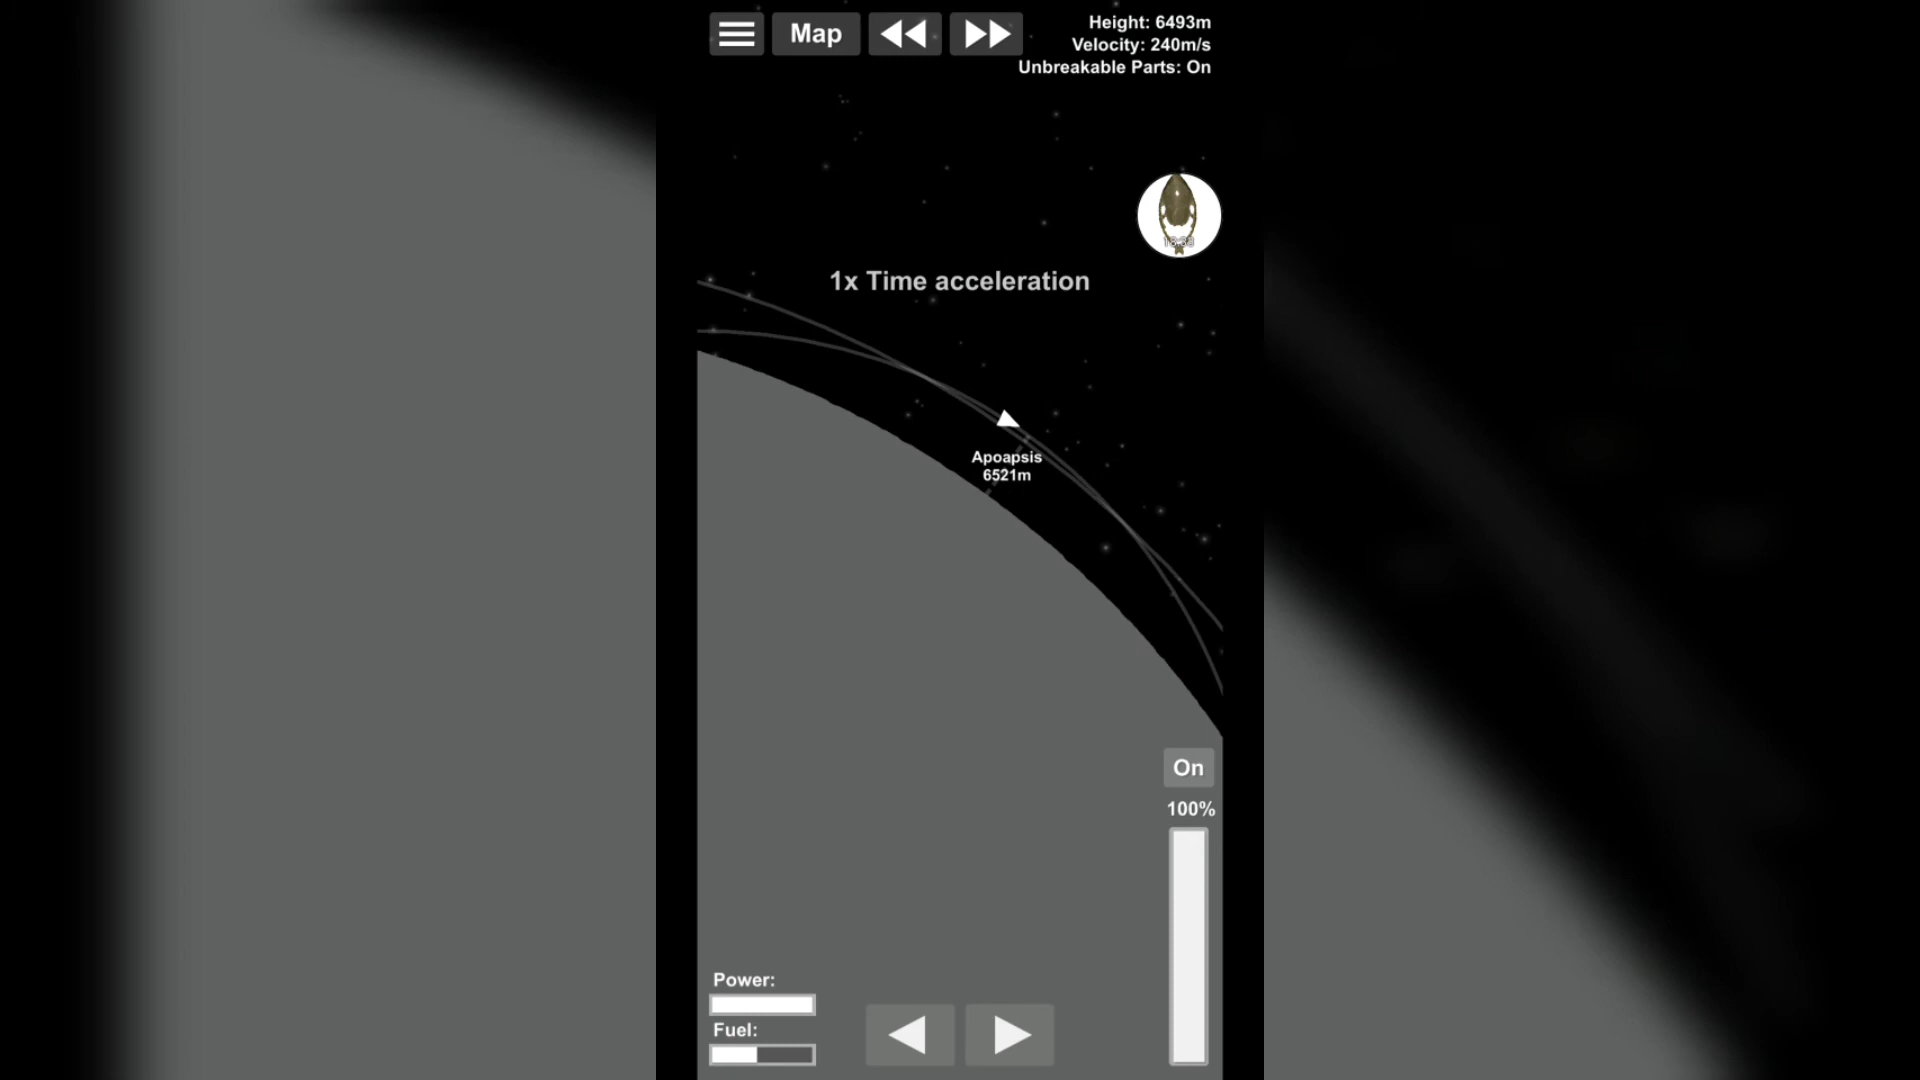 Map
Height: 6493m
Velocity: 240m/s
Unbreakable Parts: On
1x Time acceleration
Apoapsis
6521m
On
100%
Power:
Fuel: